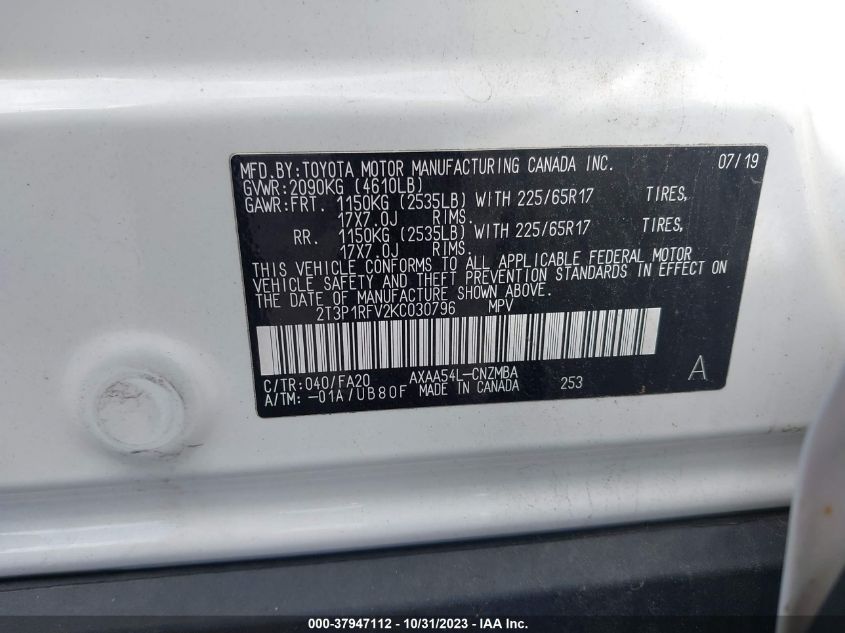 MFD.BY:TOYOTA MOTOR MANUFACTURING CANADA INC. 07/19
GVWR:2090KG (4610LB)
GAWR:FRT. 1150KG (2535LB) WITH 225/65R17 TIRES,
17X7.0J RIMS.
RR. 1150KG (2535LB) WITH 225/65R17 TIRES,
17X7.0J RIMS.
THIS VEHICLE CONFORMS TO ALL APPLICABLE FEDERAL MOTOR
VEHICLE SAFETY AND THEFT PREVENTION STANDARDS IN EFFECT ON
THE DATE OF MANUFACTURE SHOWN ABOVE.
2T3P1RFV2KC030796 MPV
C/TR:040/FA20 AXAA54L-CNZMBA 253 A
A/TM:-01A/UB80F MADE IN CANADA
000-37947112 - 10/31/2023 - IAA Inc.